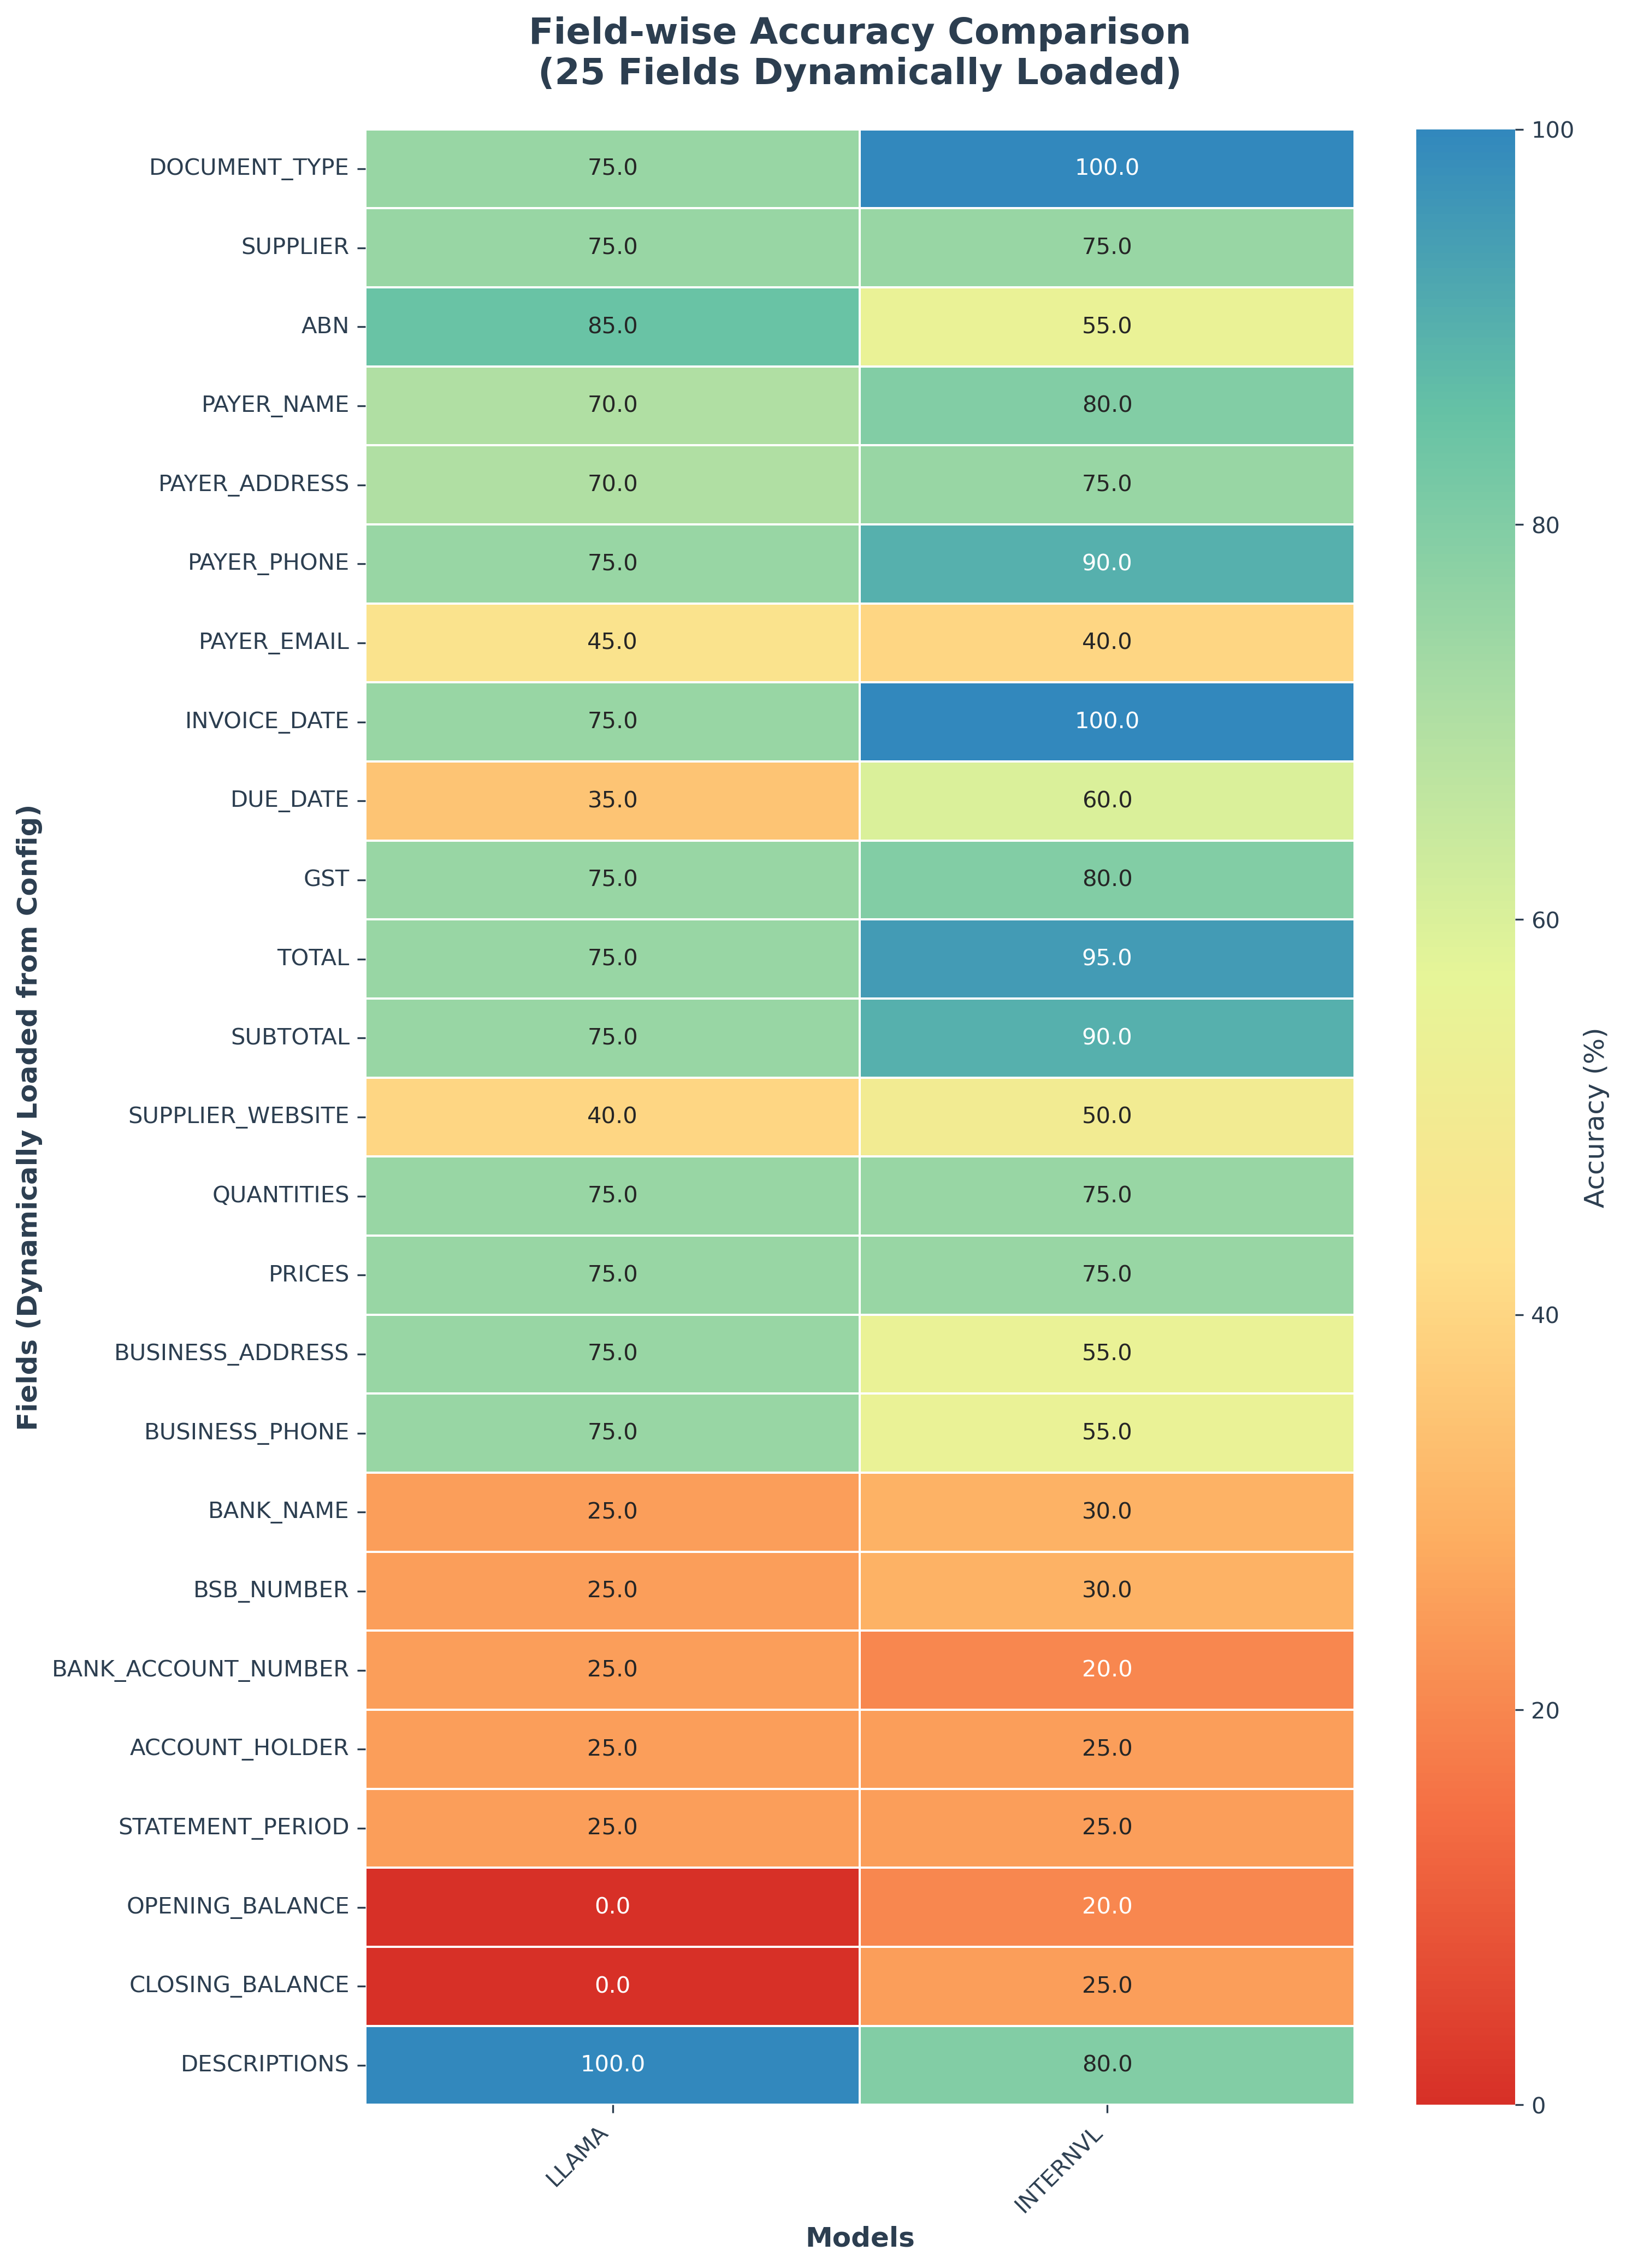 Field-wise Accuracy Comparison
(25 Fields Dynamically Loaded)
Fields (Dynamically Loaded from Config)
DOCUMENT_TYPE 75.0 100.0
SUPPLIER 75.0 75.0
ABN 85.0 55.0
PAYER_NAME 70.0 80.0
PAYER_ADDRESS 70.0 75.0
PAYER_PHONE 75.0 90.0
PAYER_EMAIL 45.0 40.0
INVOICE_DATE 75.0 100.0
DUE_DATE 35.0 60.0
GST 75.0 80.0
TOTAL 75.0 95.0
SUBTOTAL 75.0 90.0
SUPPLIER_WEBSITE 40.0 50.0
QUANTITIES 75.0 75.0
PRICES 75.0 75.0
BUSINESS_ADDRESS 75.0 55.0
BUSINESS_PHONE 75.0 55.0
BANK_NAME 25.0 30.0
BSB_NUMBER 25.0 30.0
BANK_ACCOUNT_NUMBER 25.0 20.0
ACCOUNT_HOLDER 25.0 25.0
STATEMENT_PERIOD 25.0 25.0
OPENING_BALANCE 0.0 20.0
CLOSING_BALANCE 0.0 25.0
DESCRIPTIONS 100.0 80.0
LLAMA INTERNVL
Models
100
80
60
40
20
0
Accuracy (%)